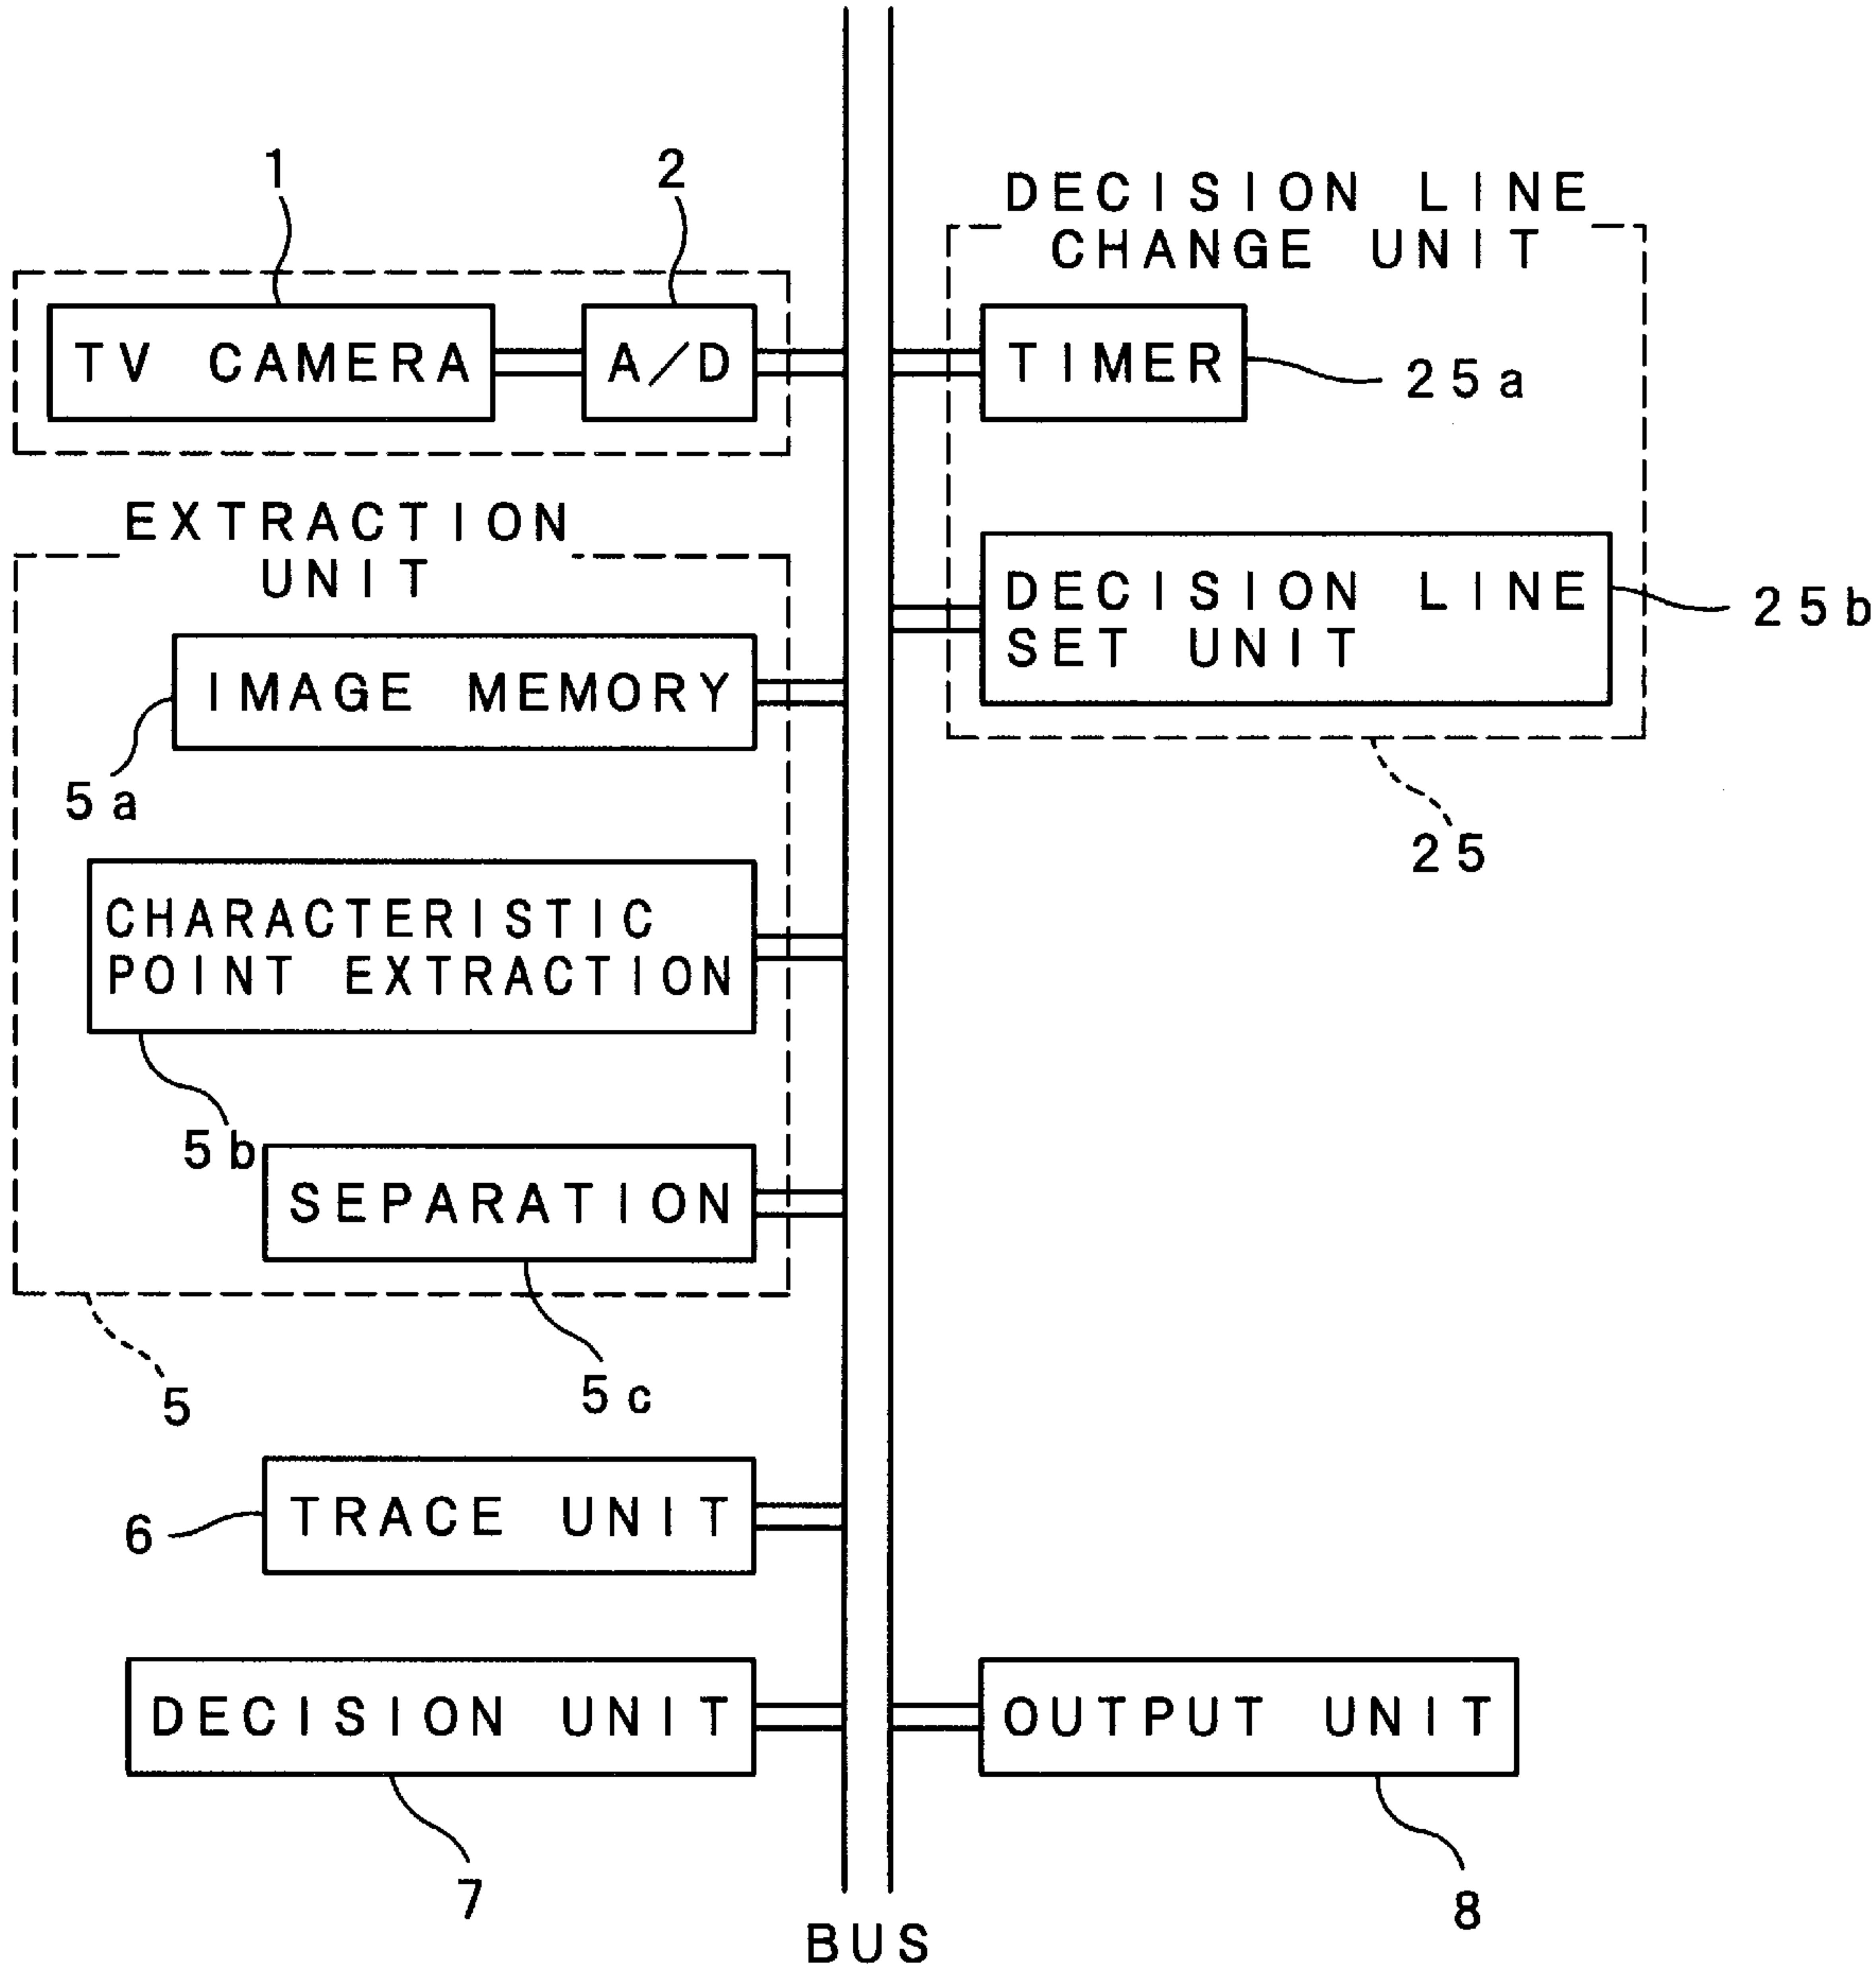 1
2
DECISION LINE
CHANGE UNIT
TV CAMERA
A/D
TIMER
25a
EXTRACTION
UNIT
DECISION LINE
SET UNIT
25b
IMAGE MEMORY
5a
25
CHARACTERISTIC
POINT EXTRACTION
5b
SEPARATION
5
5c
TRACE UNIT
6
DECISION UNIT
OUTPUT UNIT
7
8
BUS